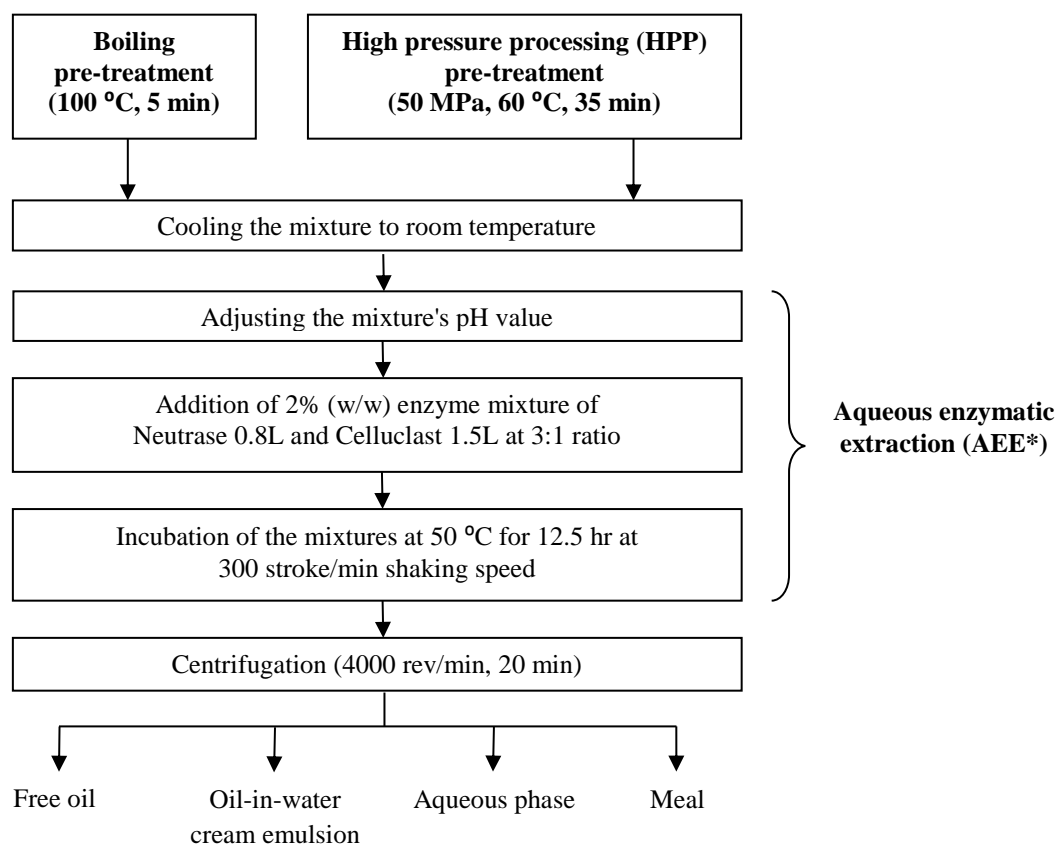 Boiling
pre-treatment
(100 ⁰C, 5 min)
High pressure processing (HPP)
pre-treatment
(50 MPa, 60 ⁰C, 35 min)
Cooling the mixture to room temperature
Adjusting the mixture's pH value
Addition of 2% (w/w) enzyme mixture of
Neutrase 0.8L and Celluclast 1.5L at 3:1 ratio
Incubation of the mixtures at 50 ⁰C for 12.5 hr at
300 stroke/min shaking speed
Aqueous enzymatic
extraction (AEE*)
Centrifugation (4000 rev/min, 20 min)
Free oil
Oil-in-water
cream emulsion
Aqueous phase
Meal